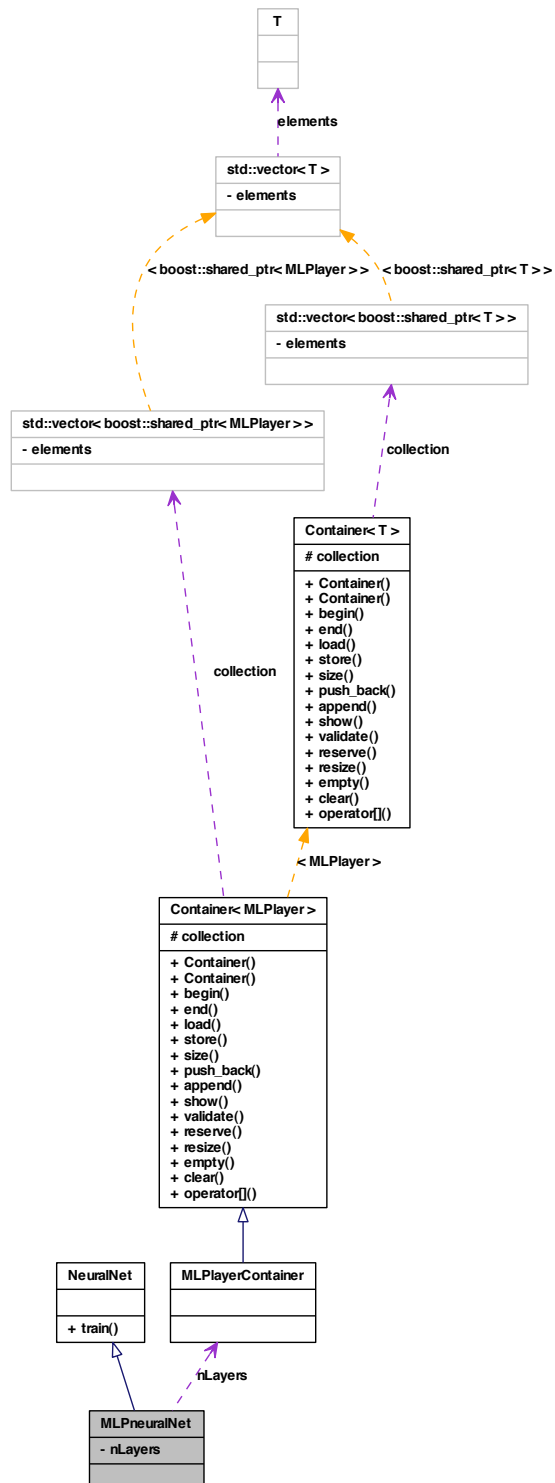 T
elements
std::vector< T >
- elements
< boost::shared_ptr< MLPlayer > >
< boost::shared_ptr< T > >
std::vector< boost::shared_ptr< T > >
- elements
std::vector< boost::shared_ptr< MLPlayer > >
- elements
collection
Container< T >
# collection
+ Container()
+ Container()
+ begin()
+ end()
+ load()
+ store()
+ size()
+ push_back()
+ append()
+ show()
+ validate()
+ reserve()
+ resize()
+ empty()
+ clear()
+ operator[]()
collection
< MLPlayer >
Container< MLPlayer >
# collection
+ Container()
+ Container()
+ begin()
+ end()
+ load()
+ store()
+ size()
+ push_back()
+ append()
+ show()
+ validate()
+ reserve()
+ resize()
+ empty()
+ clear()
+ operator[]()
NeuralNet
+ train()
MLPlayerContainer
nLayers
MLPneuralNet
- nLayers